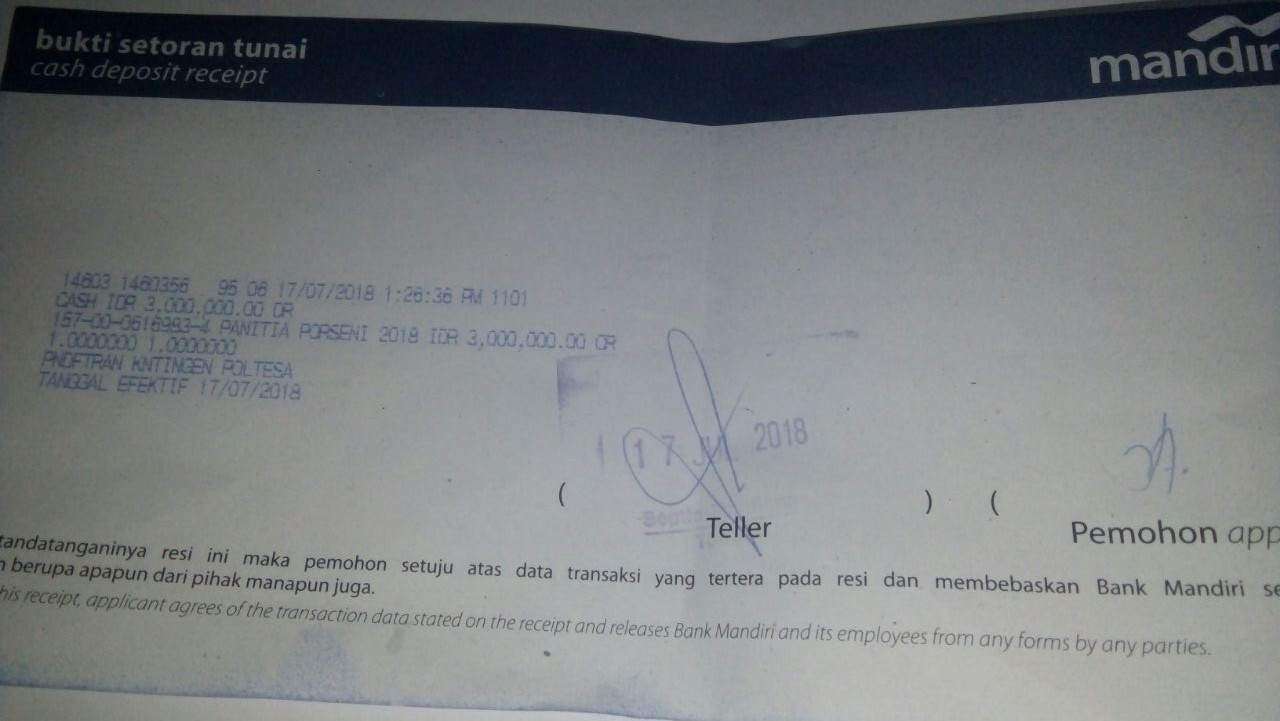 bukti setoran tunai
cash deposit receipt
mandir
14603 1460356 95 06 17/07/2018 1:26:36 PM 1101
CASH IDR 3,000,000.00 CR
157-00-0616983-4 PANITIA PORSENI 2018 IDR 3,000,000.00 CR
1.0000000 1.0000000
PNDFTRAN KNTINGEN POLTESA
TANGGAL EFEKTIF 17/07/2018
17 2018
( ) (
Teller
Pemohon app
tandatanganinya resi ini maka pemohon setuju atas data transaksi yang tertera pada resi dan membebaskan Bank Mandiri se
n berupa apapun dari pihak manapun juga.
his receipt, applicant agrees of the transaction data stated on the receipt and releases Bank Mandiri and its employees from any forms by any parties.